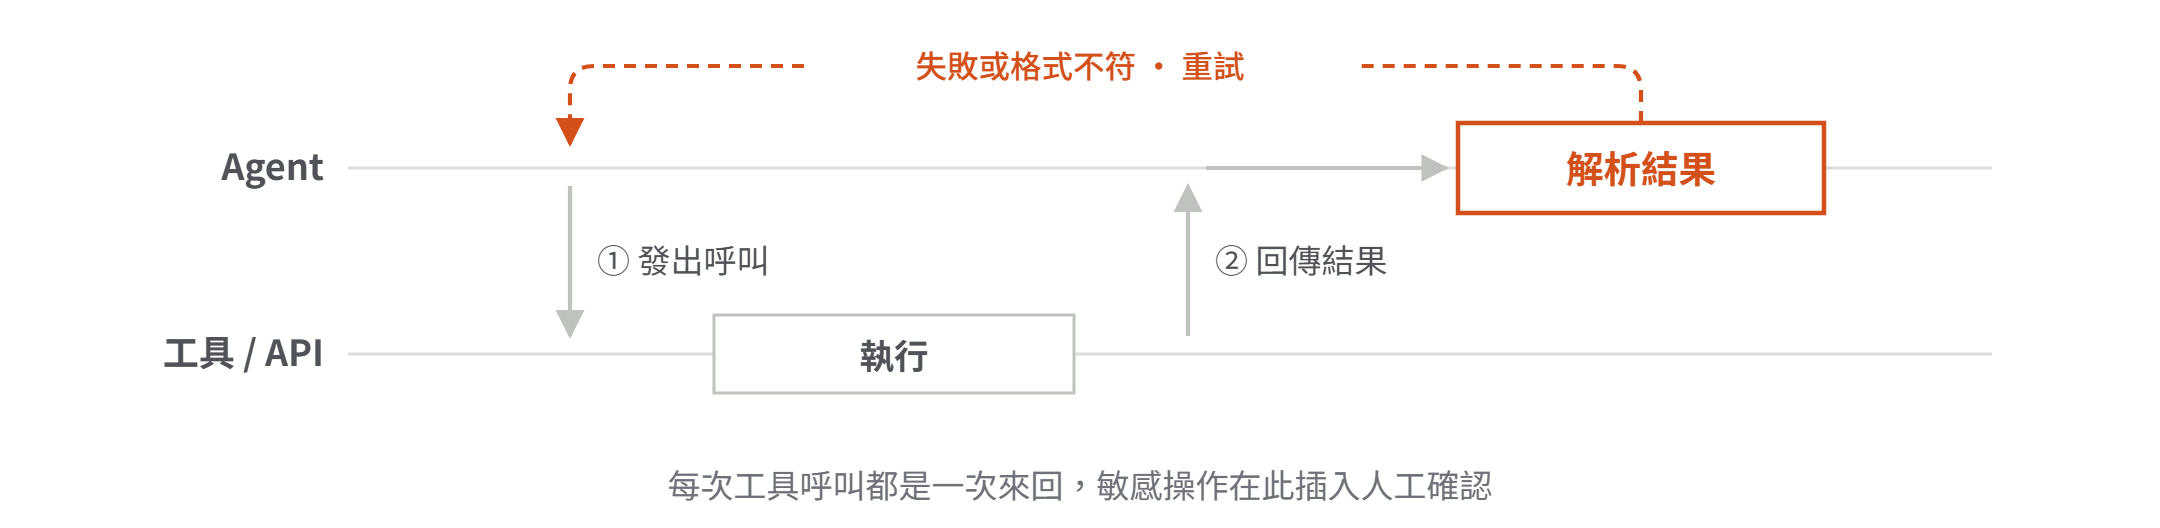 失敗或格式不符 · 重試
Agent
解析結果
① 發出呼叫
② 回傳結果
工具 / API
執行
每次工具呼叫都是一次來回，敏感操作在此插入人工確認